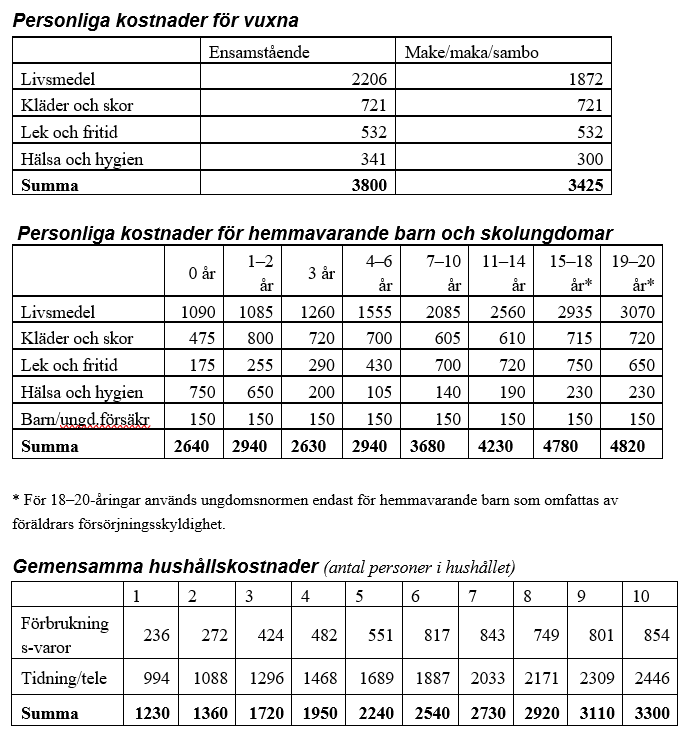 Personliga kostnader för vuxna
Ensamstående Make/maka/sambo
Livsmedel 2206 1872
Kläder och skor 721 721
Lek och fritid 532 532
Hälsa och hygien 341 300
Summa 3800 3425
Personliga kostnader för hemmavarande barn och skolungdomar
0 år 1–2 år 3 år 4–6 år 7–10 år 11–14 år 15–18 år* 19–20 år*
Livsmedel 1090 1085 1260 1555 2085 2560 2935 3070
Kläder och skor 475 800 720 700 605 610 715 720
Lek och fritid 175 255 290 430 700 720 750 650
Hälsa och hygien 750 650 200 105 140 190 230 230
Barn/ungd försäkr 150 150 150 150 150 150 150 150
Summa 2640 2940 2630 2940 3680 4230 4780 4820
* För 18–20-åringar används ungdomsnormen endast för hemmavarande barn som omfattas av
föräldrars försörjningsskyldighet.
Gemensamma hushållskostnader (antal personer i hushållet)
1 2 3 4 5 6 7 8 9 10
Förbrukning
s-varor 236 272 424 482 551 817 843 749 801 854
Tidning/tele 994 1088 1296 1468 1689 1887 2033 2171 2309 2446
Summa 1230 1360 1720 1950 2240 2540 2730 2920 3110 3300